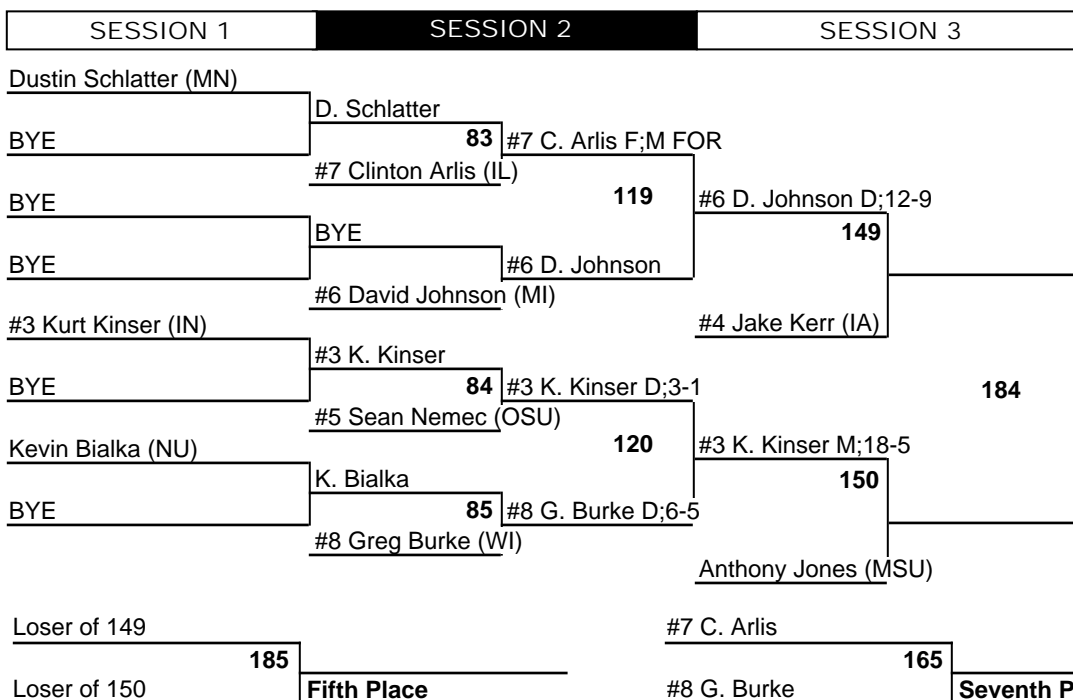 SESSION 1 SESSION 2 SESSION 3
Dustin Schlatter (MN)
D. Schlatter
BYE 83 #7 C. Arlis F;M FOR
#7 Clinton Arlis (IL)
BYE 119 #6 D. Johnson D;12-9
BYE 149
BYE #6 D. Johnson
#6 David Johnson (MI)
#3 Kurt Kinser (IN) #4 Jake Kerr (IA)
#3 K. Kinser
BYE 84 #3 K. Kinser D;3-1 184
#5 Sean Nemec (OSU)
Kevin Bialka (NU) 120 #3 K. Kinser M;18-5
K. Bialka 150
BYE 85 #8 G. Burke D;6-5
#8 Greg Burke (WI)
Anthony Jones (MSU)
Loser of 149 #7 C. Arlis
185 165
Loser of 150 Fifth Place #8 G. Burke Seventh P